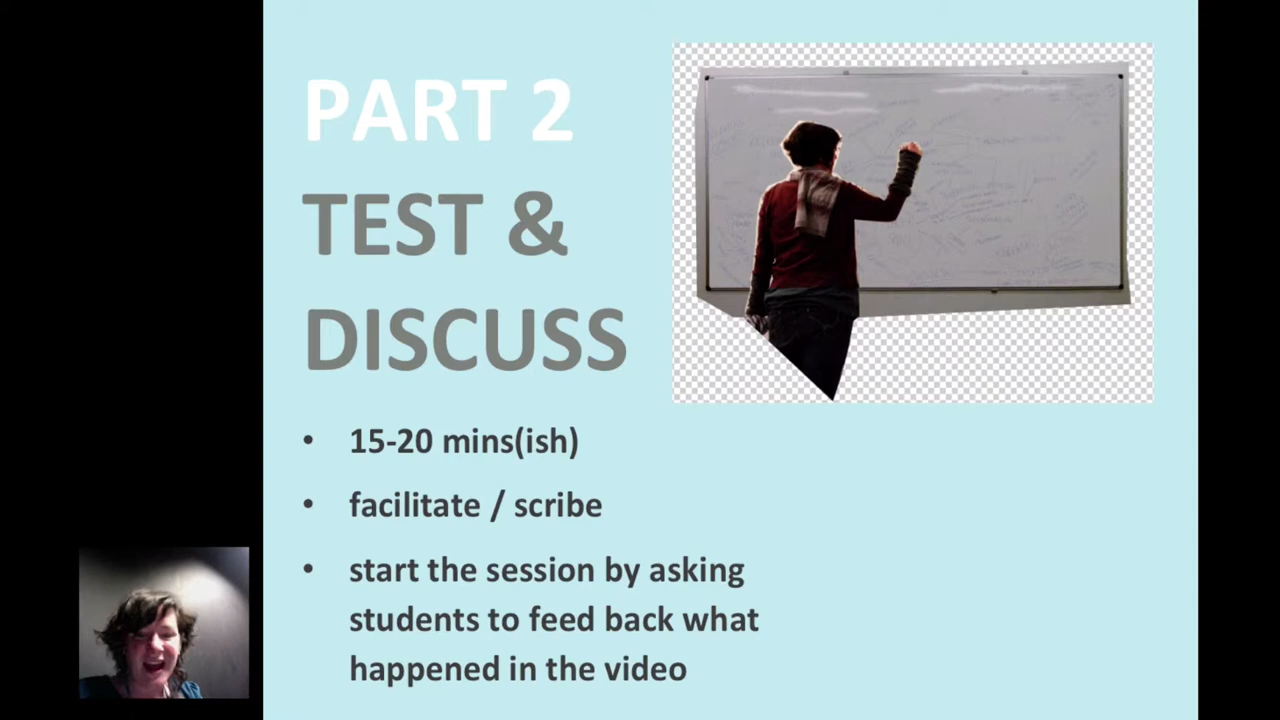 PART 2
TEST &
DISCUSS
• 15-20 mins(ish)
• facilitate / scribe
• start the session by asking
students to feed back what
happened in the video